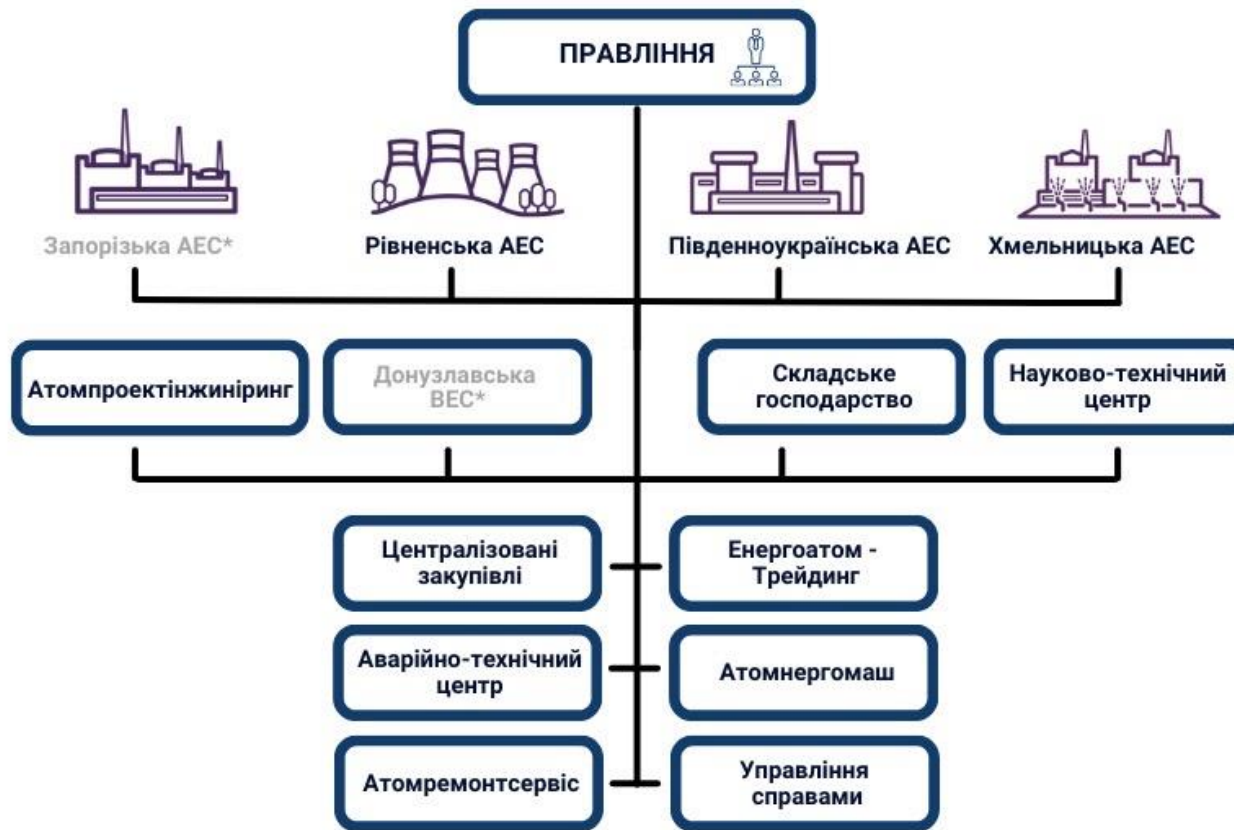 ПРАВЛІННЯ
Запорізька АЕС*
Рівненська АЕС
Південноукраїнська АЕС
Хмельницька АЕС
Атомпроектінжиніринг
Донузлавська
ВЕС*
Складське
господарство
Науково-технічний
центр
Централізовані
закупівлі
Енергоатом -
Трейдинг
Аварійно-технічний
центр
Атомнергомаш
Атомремонтсервіс
Управління
справами